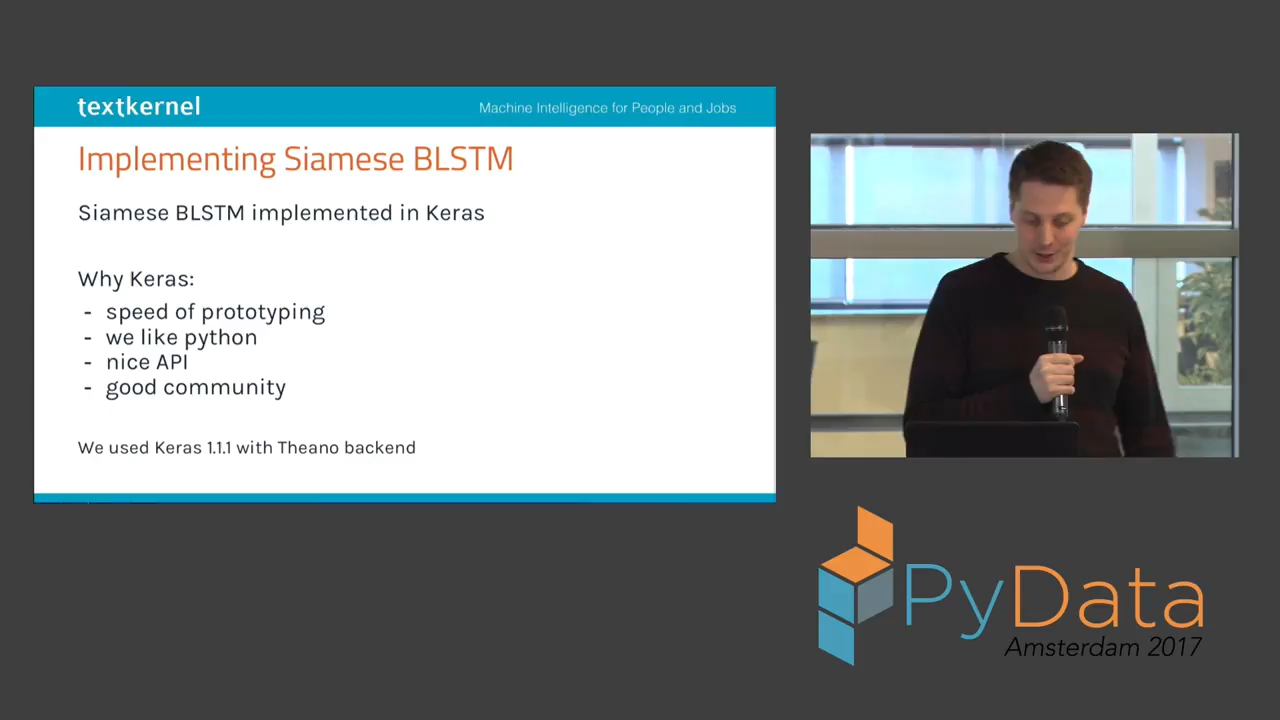 textkernel
Machine Intelligence for People and Jobs
Implementing Siamese BLSTM
Siamese BLSTM implemented in Keras
Why Keras:
- speed of prototyping
- we like python
- nice API
- good community
We used Keras 1.1.1 with Theano backend
PyData
Amsterdam 2017